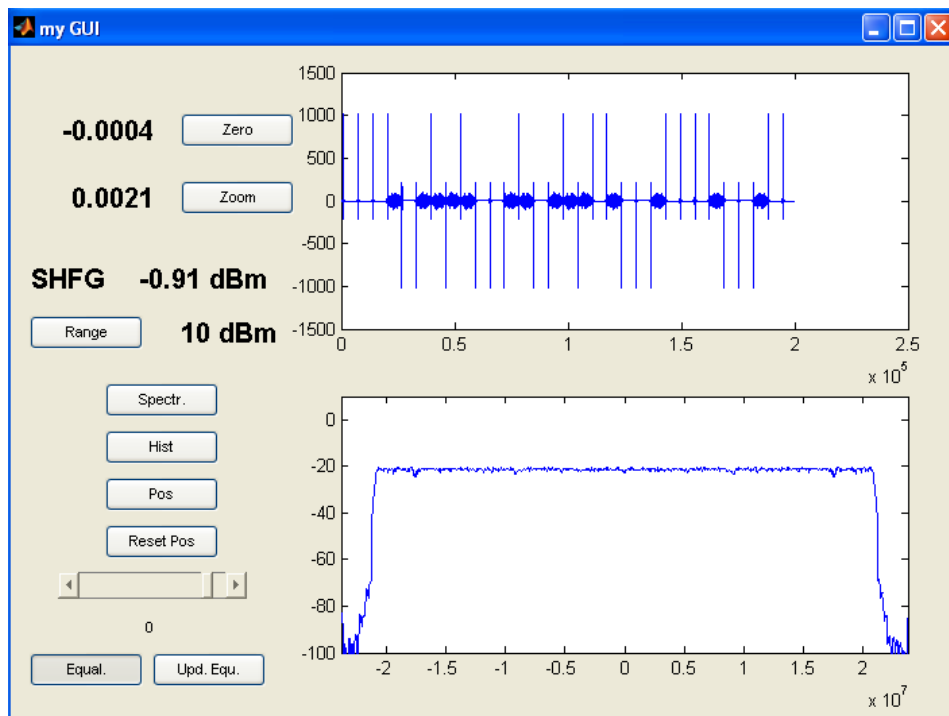 my GUI
-0.0004
Zero
0.0021
Zoom
SHFG -0.91 dBm
Range
10 dBm
Spectr.
Hist
Pos
Reset Pos
0
Equal.
Upd. Equ.
1500
1000
500
0
-500
-1000
-1500
0 0.5 1 1.5 2 2.5
x 10^5
0
-20
-40
-60
-80
-100
-2 -1.5 -1 -0.5 0 0.5 1 1.5 2
x 10^7